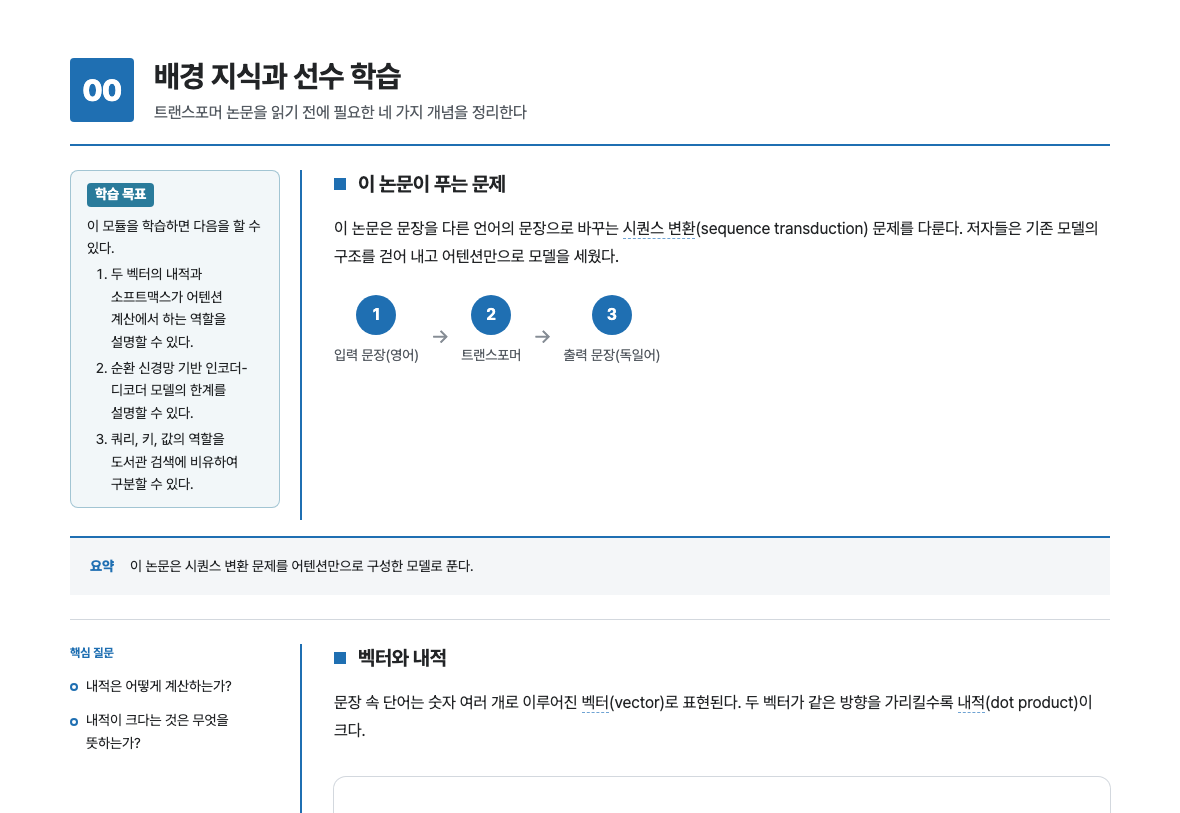 00
배경 지식과 선수 학습
트랜스포머 논문을 읽기 전에 필요한 네 가지 개념을 정리한다
학습 목표
이 모듈을 학습하면 다음을 할 수
있다.
1. 두 벡터의 내적과
소프트맥스가 어텐션
계산에서 하는 역할을
설명할 수 있다.
2. 순환 신경망 기반 인코더-
디코더 모델의 한계를
설명할 수 있다.
3. 쿼리, 키, 값의 역할을
도서관 검색에 비유하여
구분할 수 있다.
이 논문이 푸는 문제
이 논문은 문장을 다른 언어의 문장으로 바꾸는 시퀀스 변환(sequence transduction) 문제를 다룬다. 저자들은 기존 모델의
구조를 걷어 내고 어텐션만으로 모델을 세웠다.
1 → 2 → 3
입력 문장(영어) 트랜스포머 출력 문장(독일어)
요약 이 논문은 시퀀스 변환 문제를 어텐션만으로 구성한 모델로 푼다.
핵심 질문
내적은 어떻게 계산하는가?
내적이 크다는 것은 무엇을
뜻하는가?
벡터와 내적
문장 속 단어는 숫자 여러 개로 이루어진 벡터(vector)로 표현된다. 두 벡터가 같은 방향을 가리킬수록 내적(dot product)이
크다.